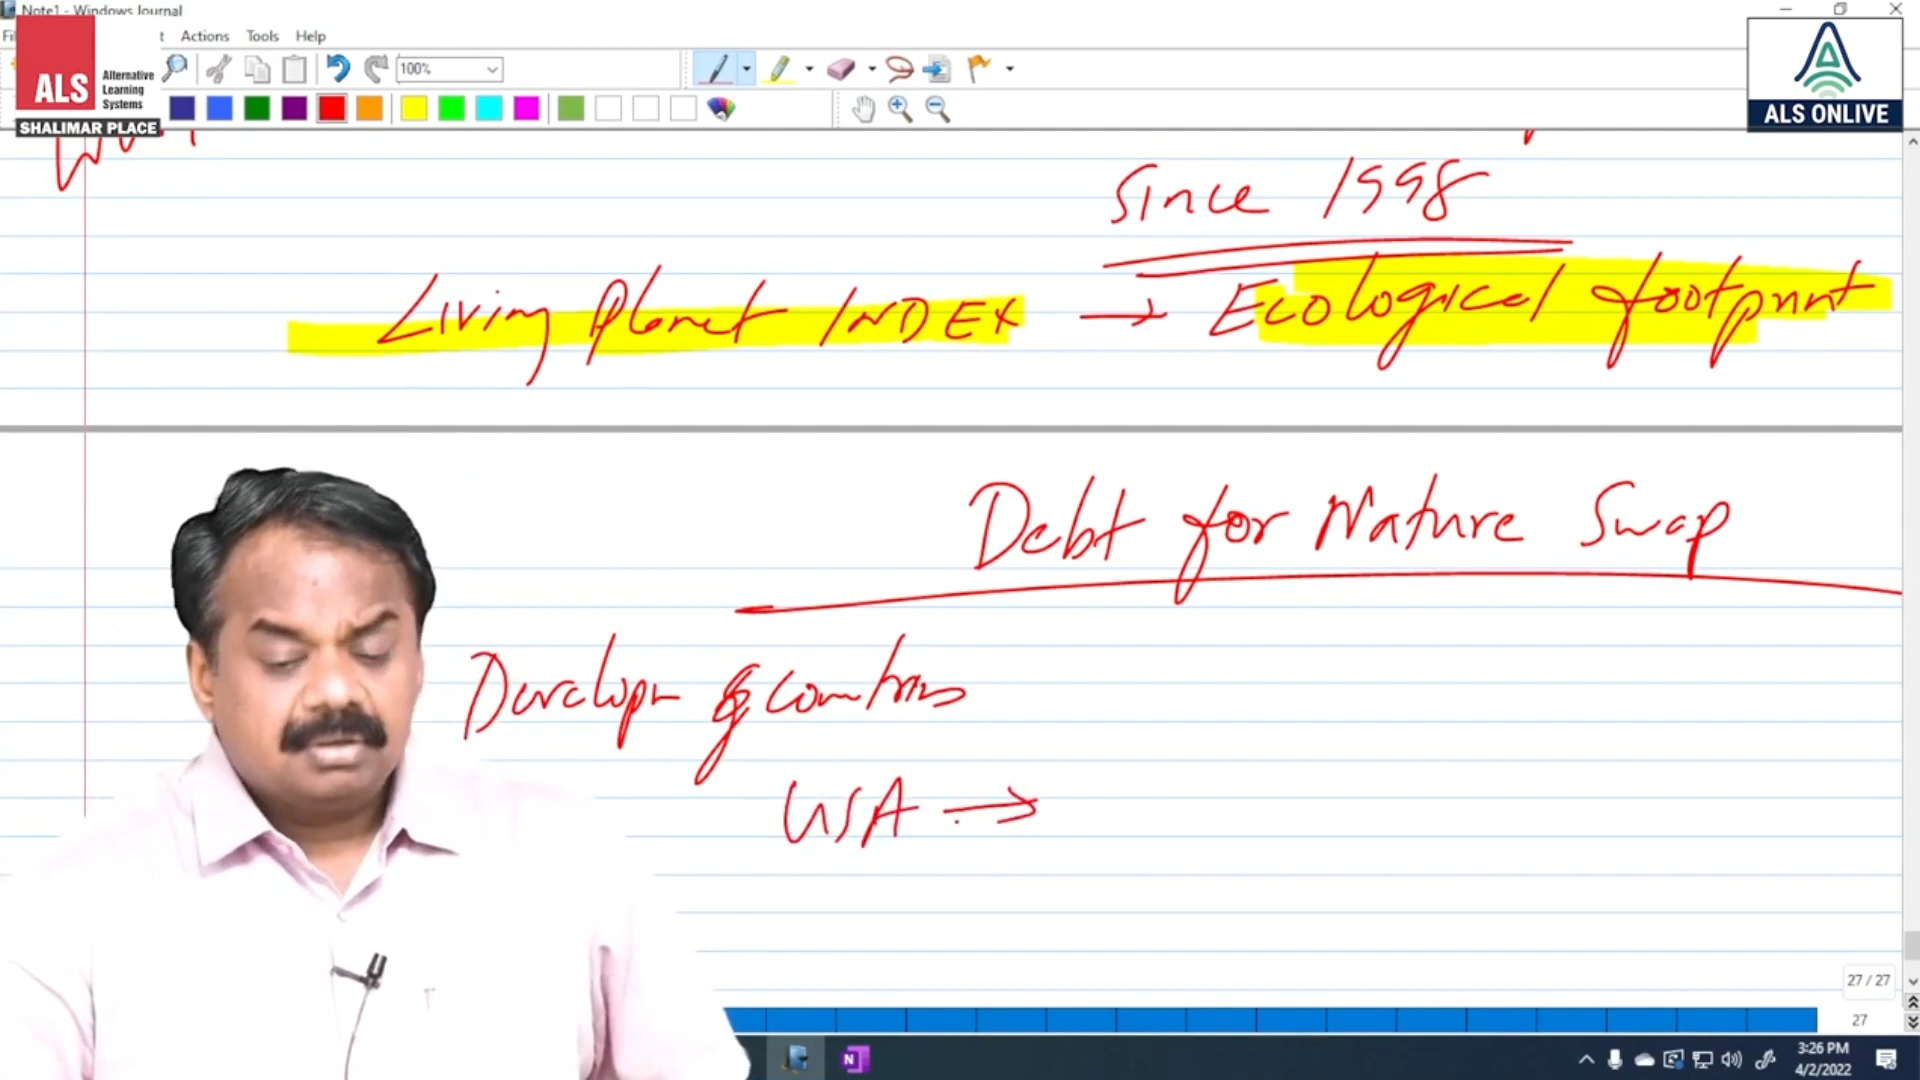 Note1 - Windows Journal
Actions Tools Help
100%
ALS
Alternative
Learning
Systems
SHALIMAR PLACE
ALS ONLIVE
Since 1998
Living Planet INDEX → Ecological footprint
Debt for Nature Swap
countries
USA →
27 / 27
27
3:26 PM
4/2/2022